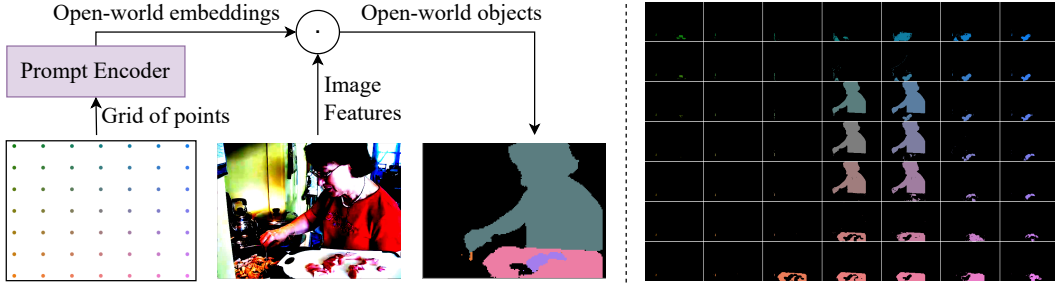 Open-world embeddings
Open-world objects
Prompt Encoder
Image
Features
Grid of points